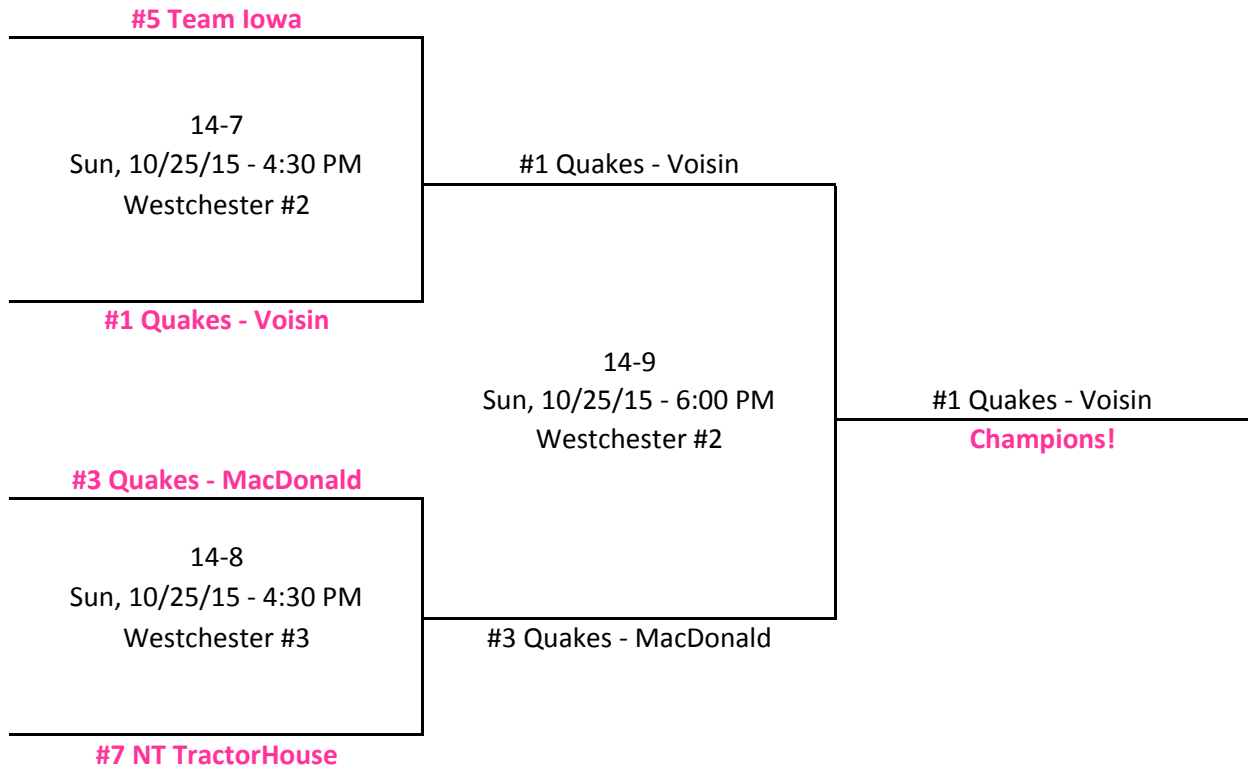 #5 Team Iowa
14-7
Sun, 10/25/15 - 4:30 PM
Westchester #2
#1 Quakes - Voisin
#1 Quakes - Voisin
14-9
Sun, 10/25/15 - 6:00 PM
Westchester #2
#1 Quakes - Voisin
Champions!
#3 Quakes - MacDonald
14-8
Sun, 10/25/15 - 4:30 PM
Westchester #3
#3 Quakes - MacDonald
#7 NT TractorHouse